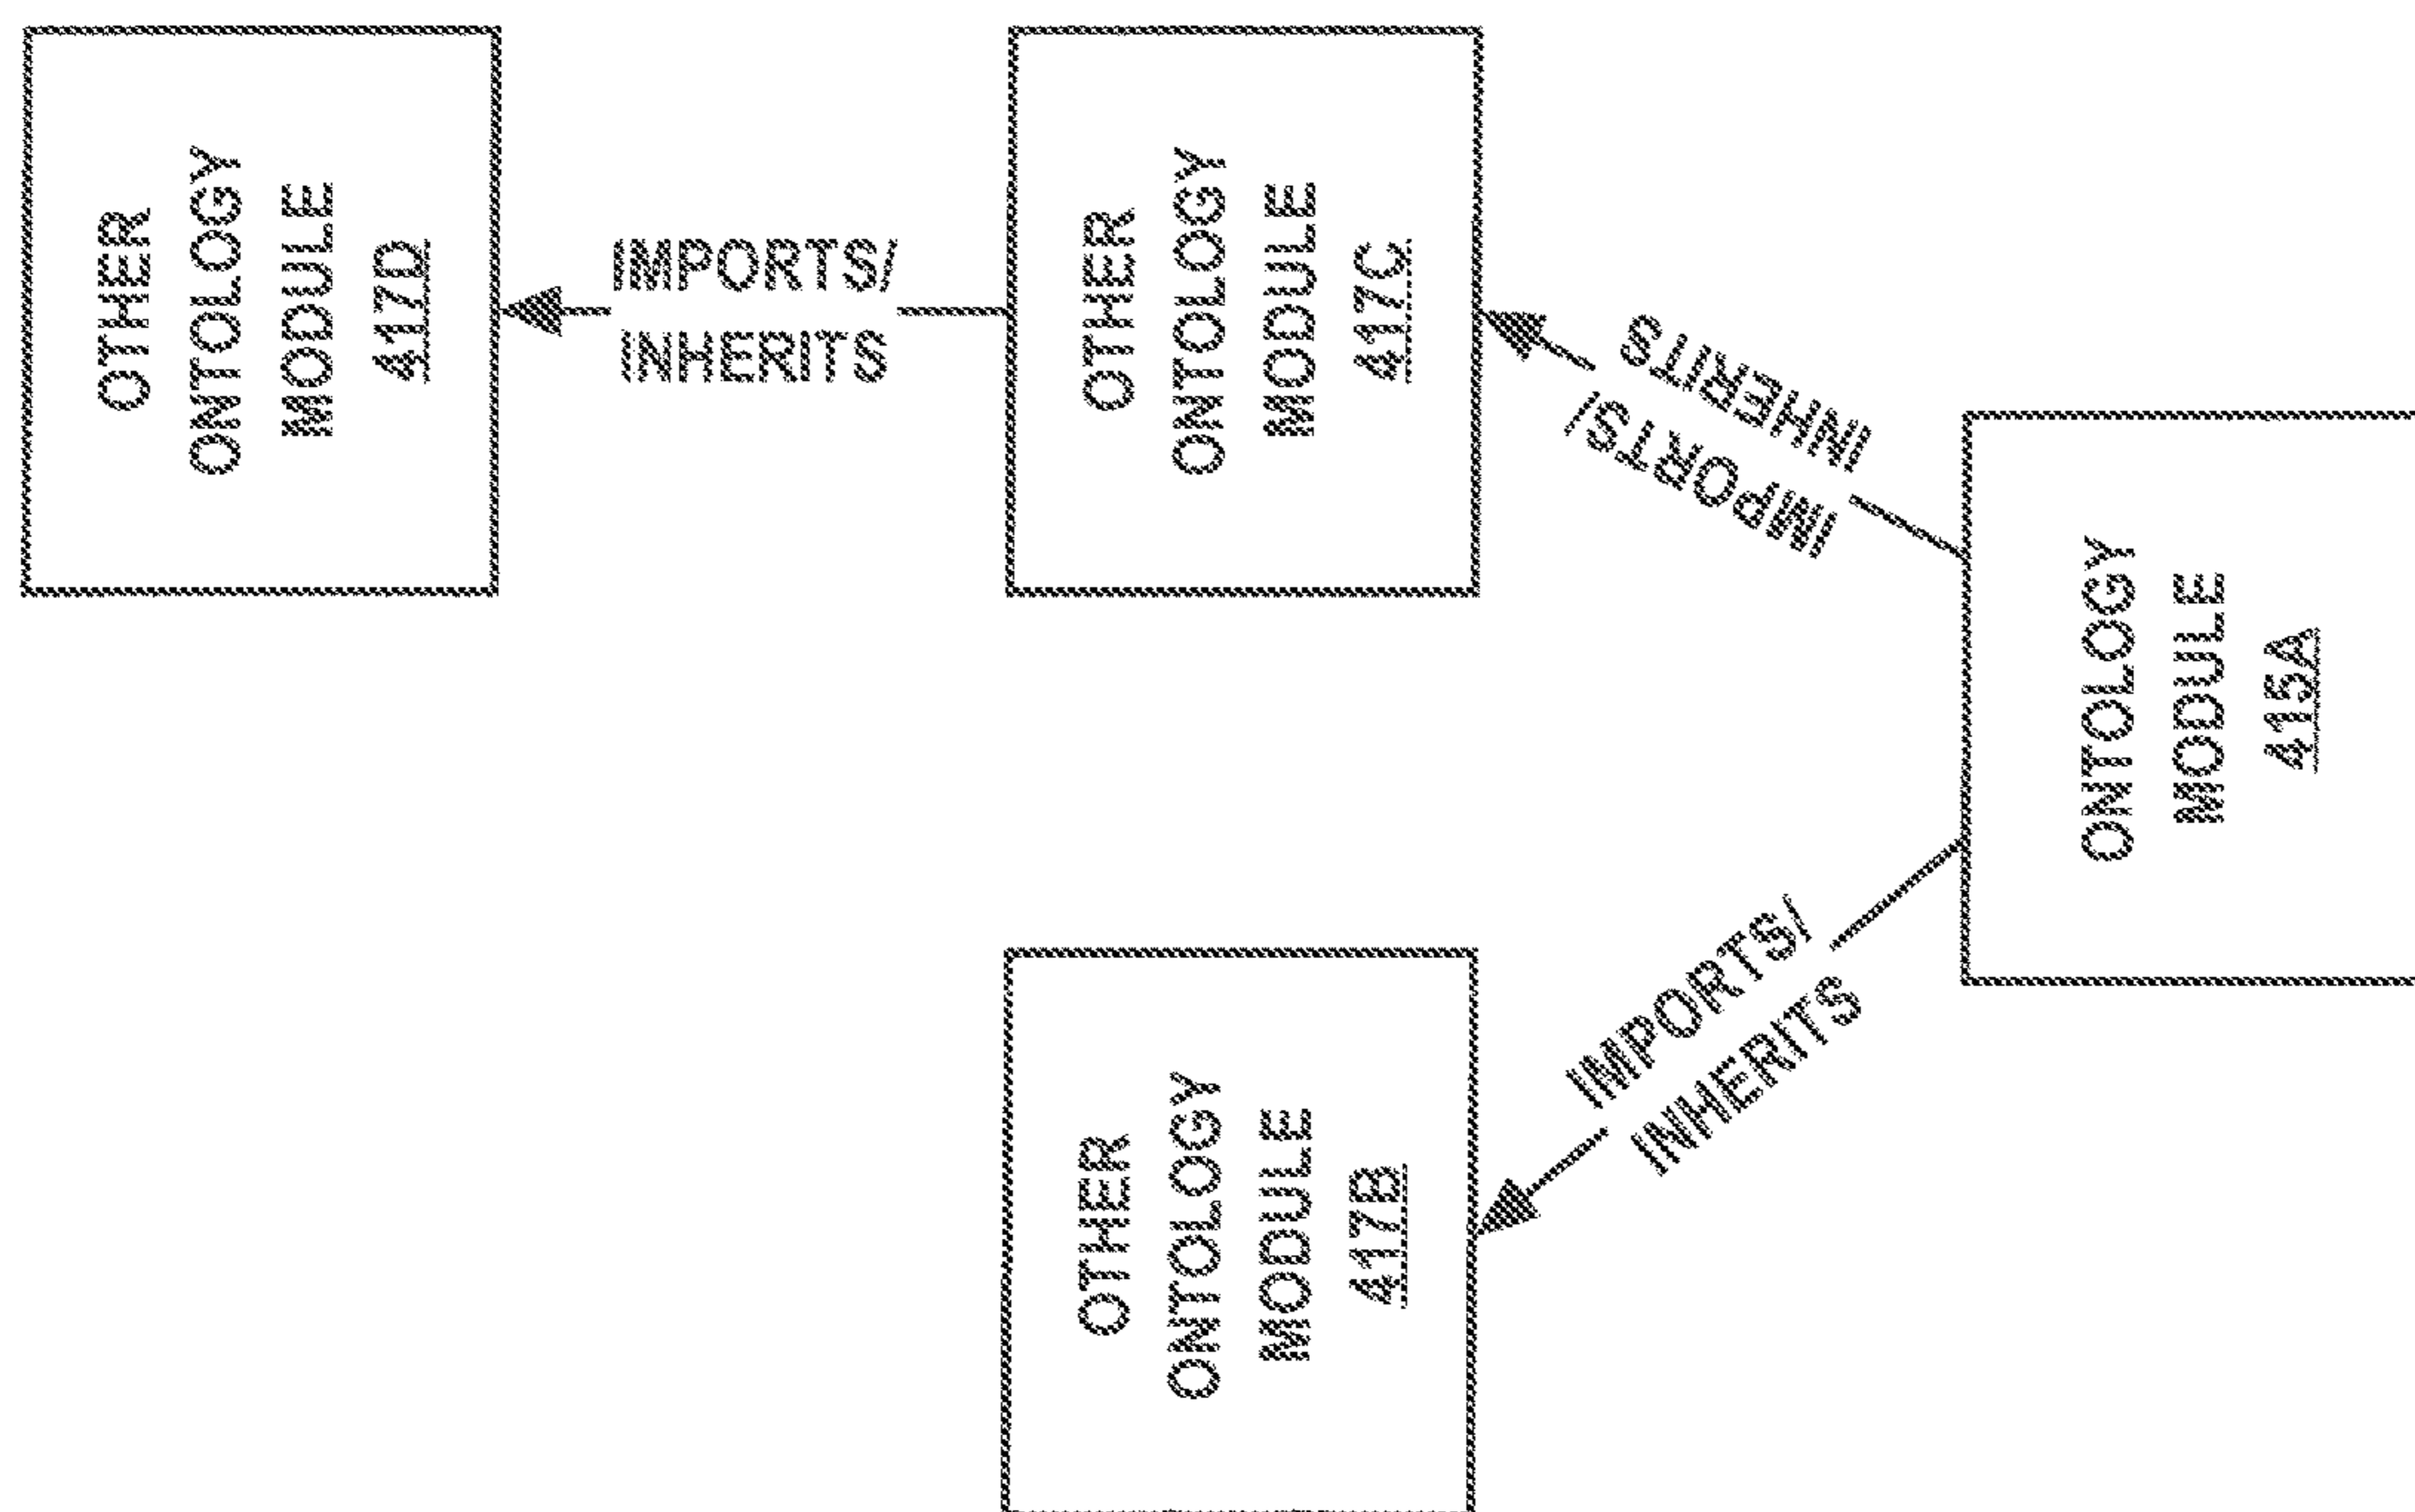 OTHER
ONTOLOGY
MODULE
417D
IMPORTS/
INHERITS
OTHER
ONTOLOGY
MODULE
417C
IMPORTS/
INHERITS
OTHER
ONTOLOGY
MODULE
417B
IMPORTS/
INHERITS
ONTOLOGY
MODULE
415A